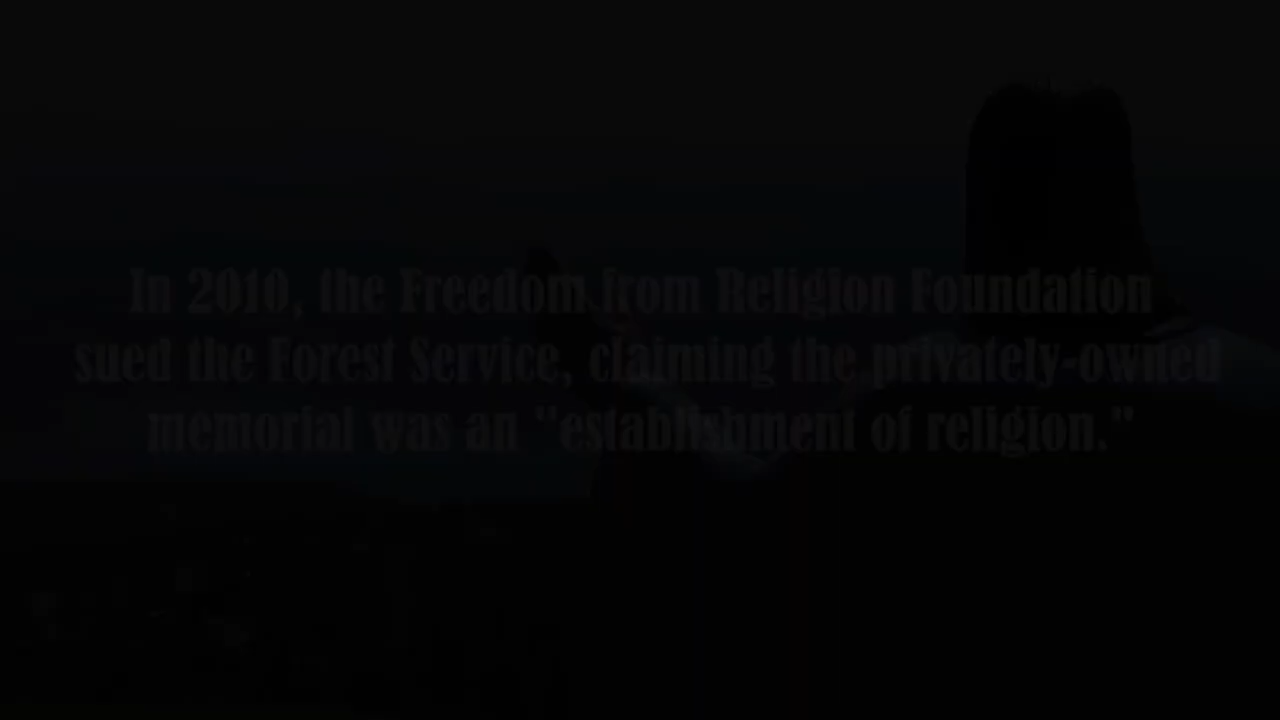 In 2010, the Freedom from Religion Foundation
sued the Forest Service, claiming the privately-owned
memorial was an "establishment of religion."